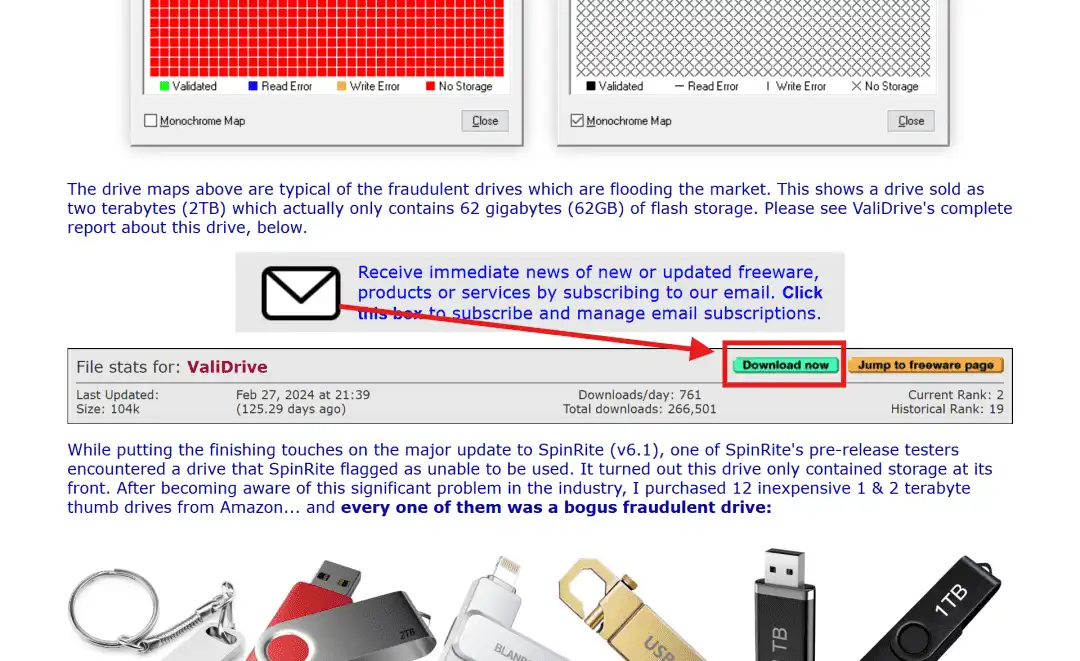 Validated Read Error Write Error No Storage
Validated Read Error Write Error No Storage
Monochrome Map Close
Monochrome Map Close
The drive maps above are typical of the fraudulent drives which are flooding the market. This shows a drive sold as
two terabytes (2TB) which actually only contains 62 gigabytes (62GB) of flash storage. Please see ValiDrive's complete
report about this drive, below.
Receive immediate news of new or updated freeware,
products or services by subscribing to our email. Click
this box to subscribe and manage email subscriptions.
File stats for: ValiDrive Download now Jump to freeware page
Last Updated: Feb 27, 2024 at 21:39 Downloads/day: 761 Current Rank: 2
Size: 104k (125.29 days ago) Total downloads: 266,501 Historical Rank: 19
While putting the finishing touches on the major update to SpinRite (v6.1), one of SpinRite's pre-release testers
encountered a drive that SpinRite flagged as unable to be used. It turned out this drive only contained storage at its
front. After becoming aware of this significant problem in the industry, I purchased 12 inexpensive 1 & 2 terabyte
thumb drives from Amazon... and every one of them was a bogus fraudulent drive:
2TB
USB
TB
1TB